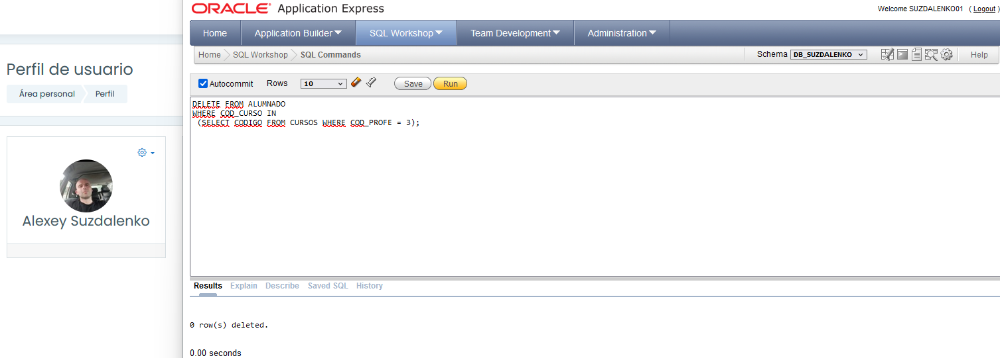 Perfil de usuario
Área personal Perfil
Alexey Suzdalenko
ORACLE® Application Express
Welcome SUZDALENKO01 ( Logout )
Home Application Builder SQL Workshop Team Development Administration
Home SQL Workshop SQL Commands
Schema DB_SUZDALENKO Help
Autocommit Rows 10 Save Run
DELETE FROM ALUMNADO
WHERE COD_CURSO IN
(SELECT CODIGO FROM CURSOS WHERE COD_PROFE = 3);
Results Explain Describe Saved SQL History
0 row(s) deleted.
0.00 seconds